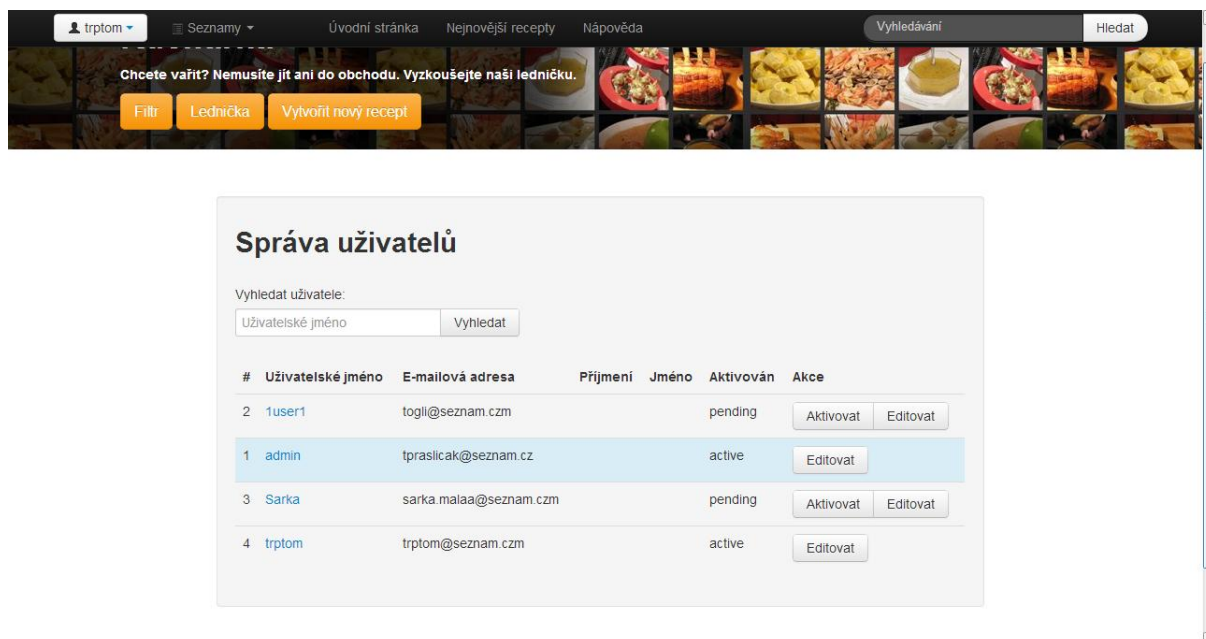 trptom Seznamy Úvodní stránka Nejnovější recepty Nápověda Vyhledávání Hledat
Chcete vařit? Nemusíte jít ani do obchodu. Vyzkoušejte naši ledničku.
Filtr Lednička Vytvořit nový recept
Správa uživatelů
Vyhledat uživatele:
Uživatelské jméno Vyhledat
# Uživatelské jméno E-mailová adresa Příjmení Jméno Aktivován Akce
2 1user1 togli@seznam.czm pending Aktivovat Editovat
1 admin tpraslicak@seznam.cz active Editovat
3 Sarka sarka.malaa@seznam.czm pending Aktivovat Editovat
4 trptom trptom@seznam.czm active Editovat